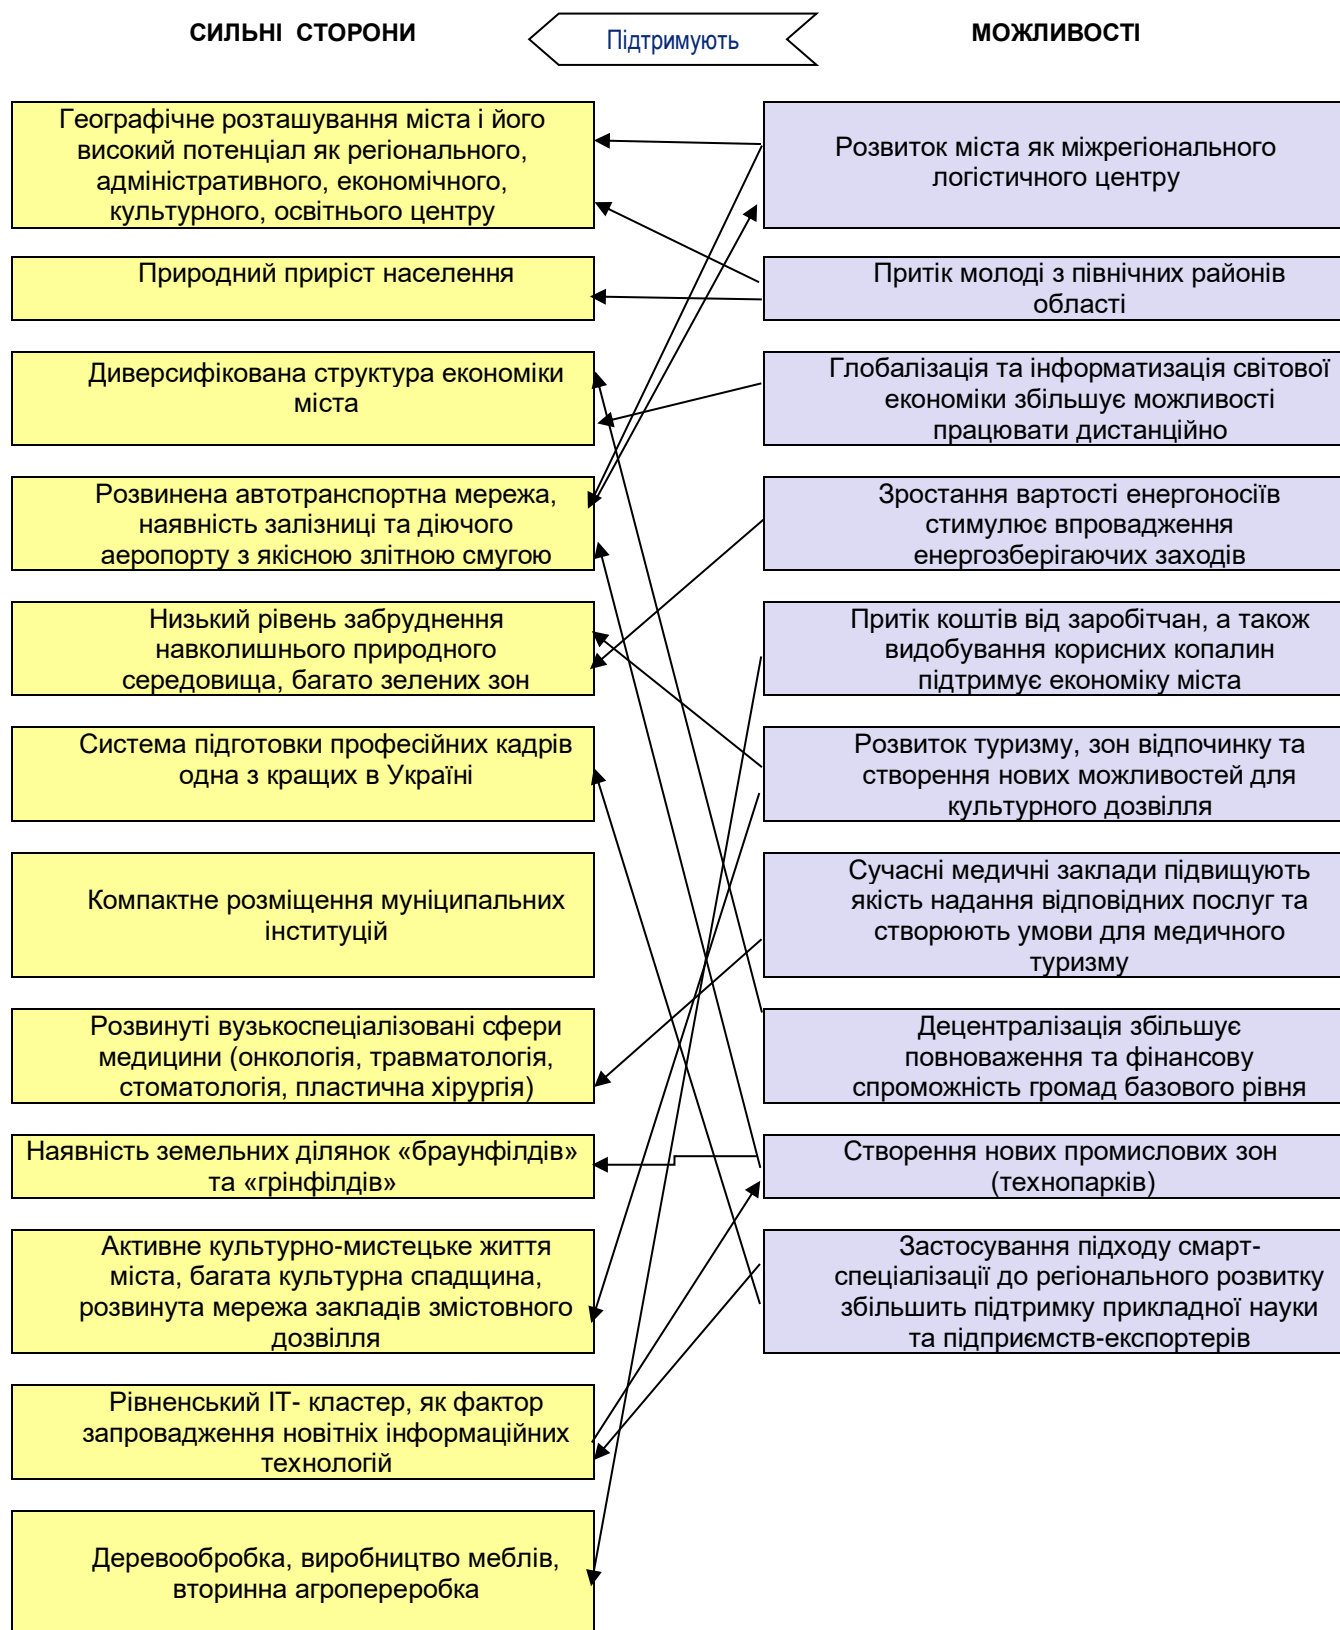 СИЛЬНІ СТОРОНИ
Підтримують
МОЖЛИВОСТІ
Географічне розташування міста і його
високий потенціал як регіонального,
адміністративного, економічного,
культурного, освітнього центру
Природний приріст населення
Диверсифікована структура економіки
міста
Розвинена автотранспортна мережа,
наявність залізниці та діючого
аеропорту з якісною злітною смугою
Низький рівень забруднення
навколишнього природного
середовища, багато зелених зон
Система підготовки професійних кадрів
одна з кращих в Україні
Компактне розміщення муніципальних
інституцій
Розвинуті вузькоспеціалізовані сфери
медицини (онкологія, травматологія,
стоматологія, пластична хірургія)
Наявність земельних ділянок «браунфілдів»
та «грінфілдів»
Активне культурно-мистецьке життя
міста, багата культурна спадщина,
розвинута мережа закладів змістовного
дозвілля
Рівненський ІТ- кластер, як фактор
запровадження новітніх інформаційних
технологій
Деревообробка, виробництво меблів,
вторинна агропереробка
Розвиток міста як міжрегіонального
логістичного центру
Притік молоді з північних районів
області
Глобалізація та інформатизація світової
економіки збільшує можливості
працювати дистанційно
Зростання вартості енергоносіїв
стимулює впровадження
енергозберігаючих заходів
Притік коштів від заробітчан, а також
видобування корисних копалин
підтримує економіку міста
Розвиток туризму, зон відпочинку та
створення нових можливостей для
культурного дозвілля
Сучасні медичні заклади підвищують
якість надання відповідних послуг та
створюють умови для медичного
туризму
Децентралізація збільшує
повноваження та фінансову
спроможність громад базового рівня
Створення нових промислових зон
(технопарків)
Застосування підходу смарт-
спеціалізації до регіонального розвитку
збільшить підтримку прикладної науки
та підприємств-експортерів